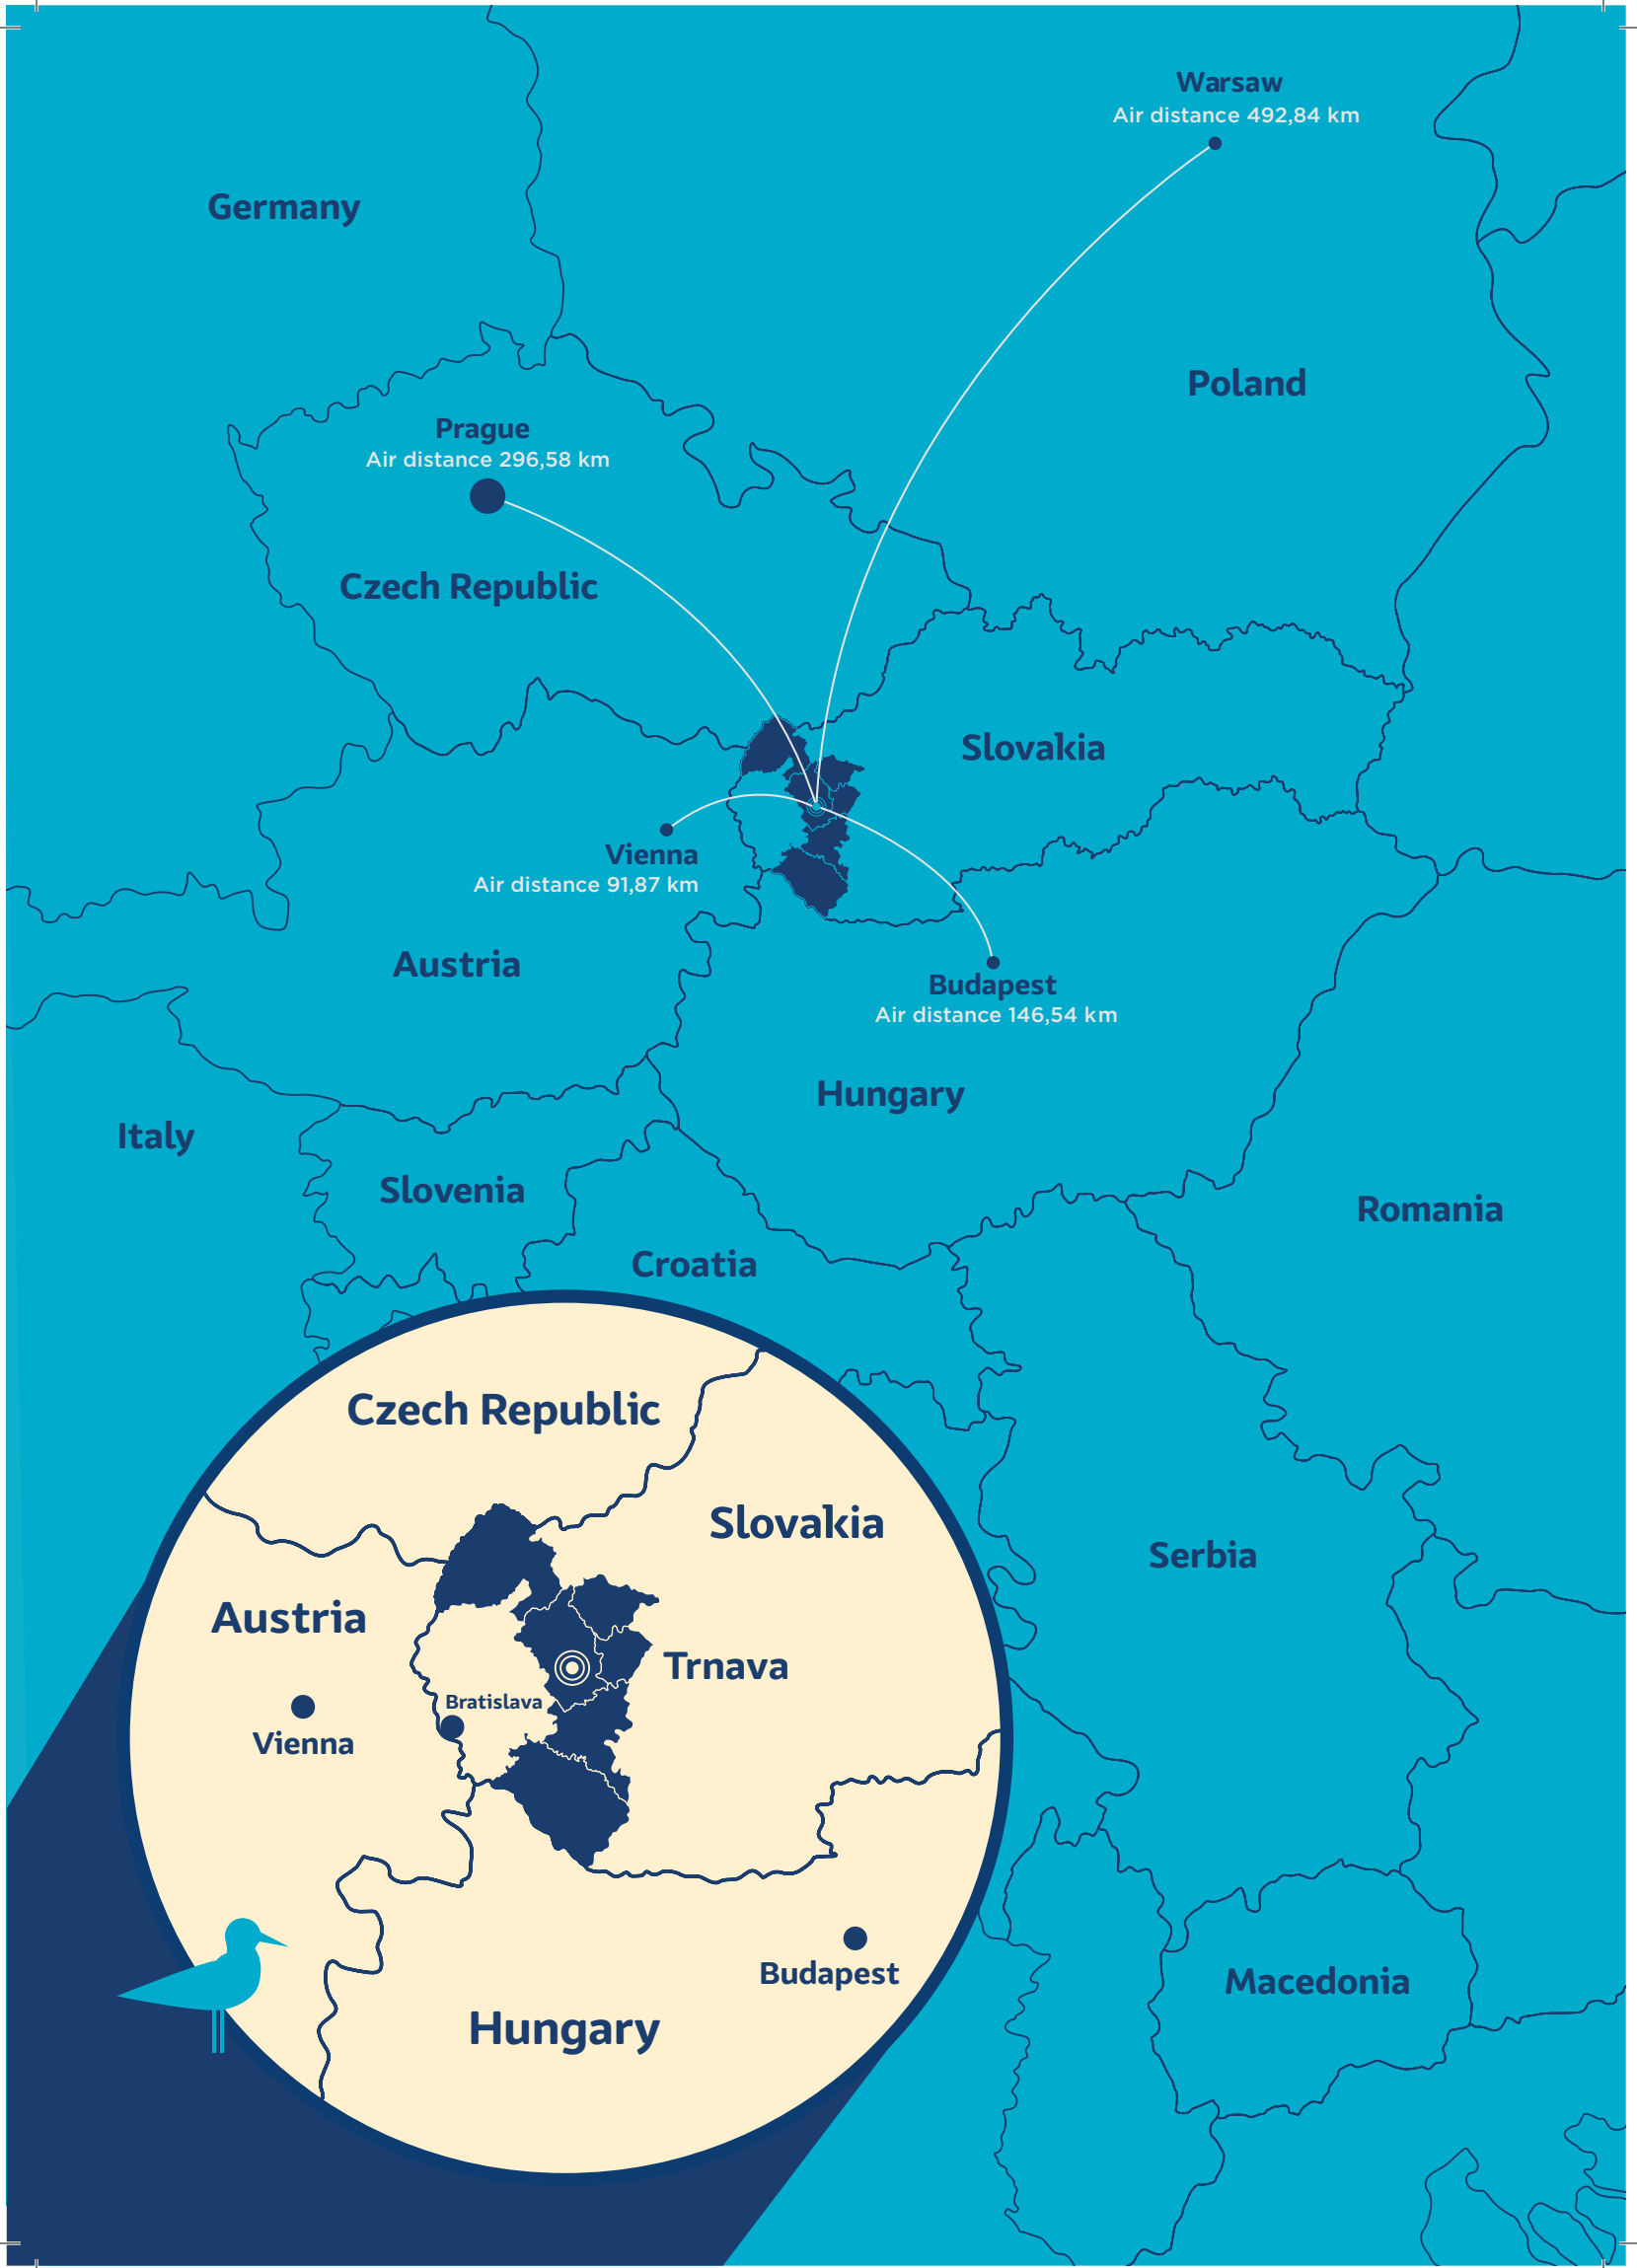 Warsaw
Air distance 492,84 km
Germany
Poland
Prague
Air distance 296,58 km
Czech Republic
Slovakia
Vienna
Air distance 91,87 km
Austria
Budapest
Air distance 146,54 km
Hungary
Italy
Slovenia
Romania
Croatia
Czech Republic
Slovakia
Serbia
Austria
Trnava
Bratislava
Vienna
Budapest
Macedonia
Hungary